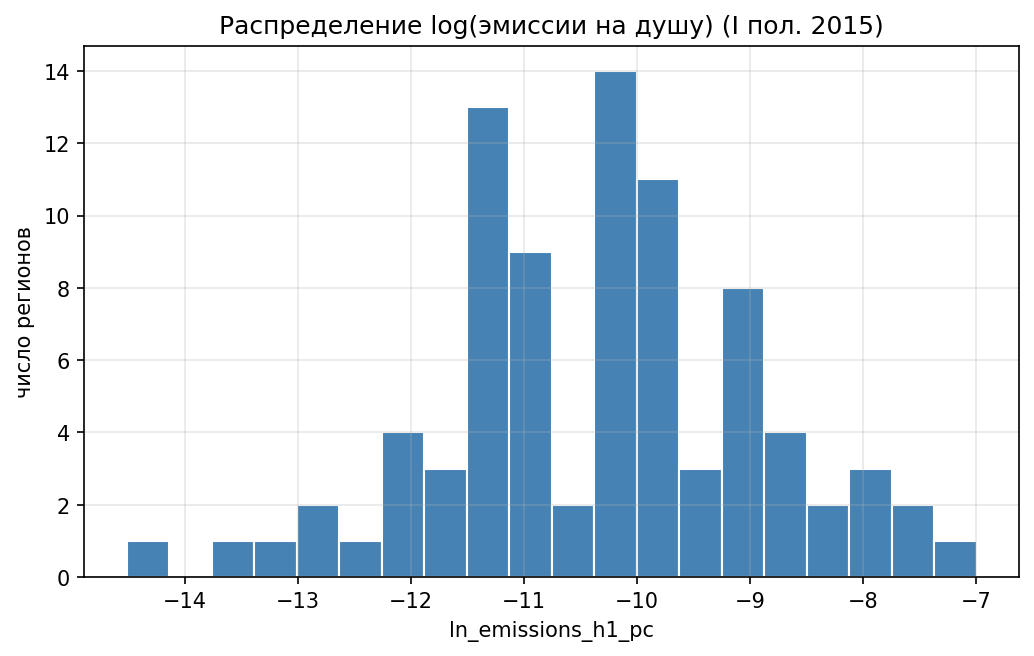 Распределение log(эмиссии на душу) (I пол. 2015)
число регионов
14
12
10
8
6
4
2
0
−14 −13 −12 −11 −10 −9 −8 −7
ln_emissions_h1_pc